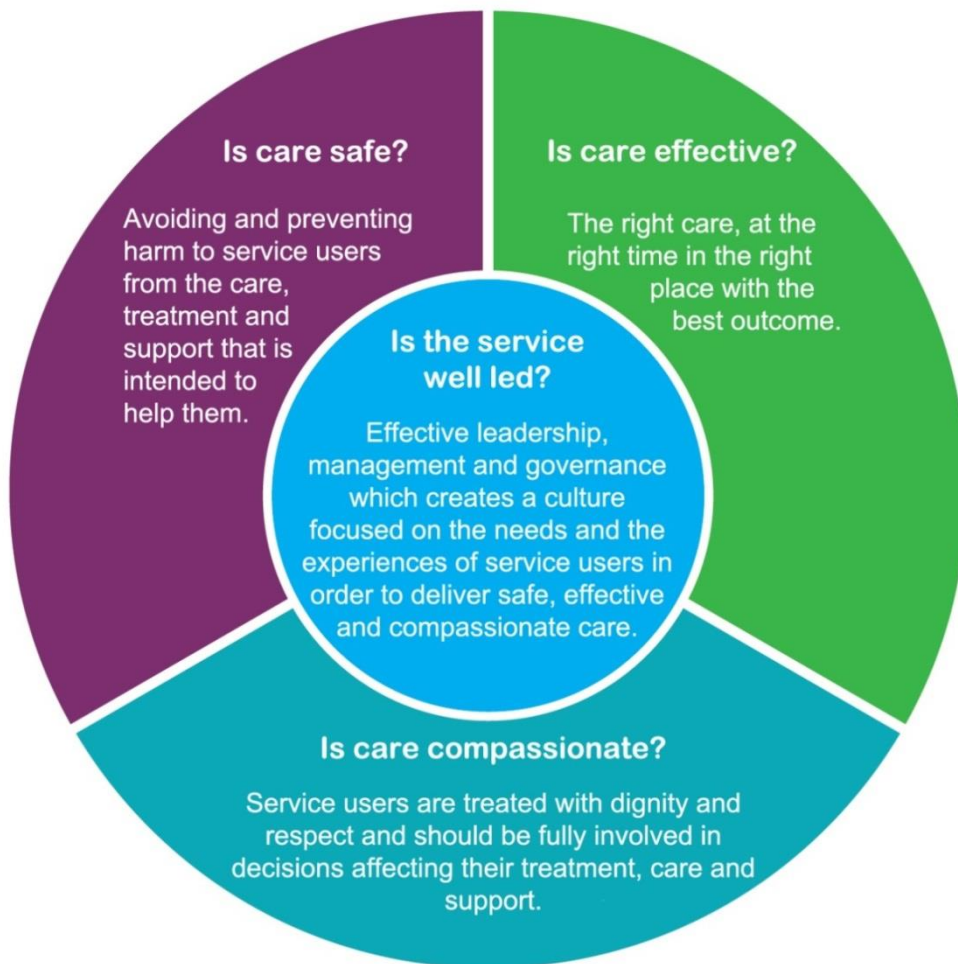 Is care safe?
Avoiding and preventing
harm to service users
from the care,
treatment and
support that is
intended to
help them.
Is care effective?
The right care, at the
right time in the right
place with the
best outcome.
Is the service
well led?
Effective leadership,
management and governance
which creates a culture
focused on the needs and the
experiences of service users in
order to deliver safe, effective
and compassionate care.
Is care compassionate?
Service users are treated with dignity and
respect and should be fully involved in
decisions affecting their treatment, care and
support.